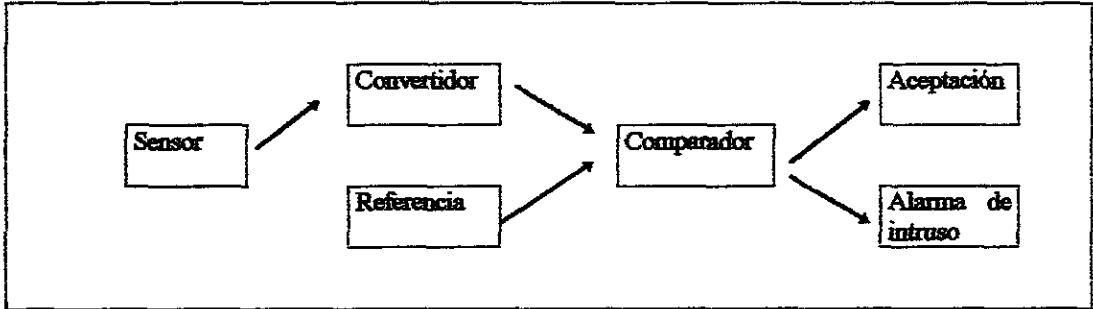 Sensor
Convertidor
Referencia
Comparador
Aceptación
Alarma de
intruso